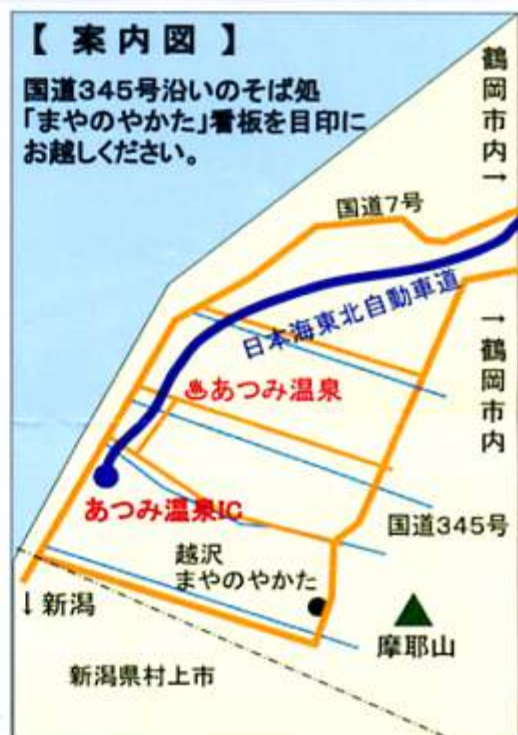 【 案内図 】
国道345号沿いのそば処
「まやのやかた」看板を目印に
お越しください。
鶴岡市内→
国道7号
日本海東北自動車道
→鶴岡市内
♨あつみ温泉
あつみ温泉IC
国道345号
越沢
まやのやかた
↓新潟
摩耶山
新潟県村上市